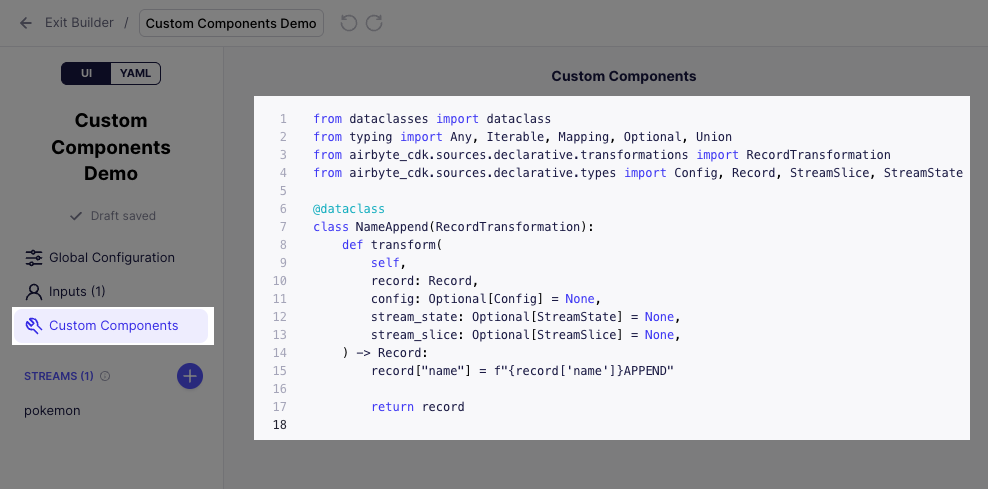 Exit Builder / Custom Components Demo
UI YAML
Custom
Components
Demo
Draft saved
Global Configuration
Inputs (1)
Custom Components
STREAMS (1)
pokemon
Custom Components
1 from dataclasses import dataclass
2 from typing import Any, Iterable, Mapping, Optional, Union
3 from airbyte_cdk.sources.declarative.transformations import RecordTransformation
4 from airbyte_cdk.sources.declarative.types import Config, Record, StreamSlice, StreamState
5
6 @dataclass
7 class NameAppend(RecordTransformation):
8     def transform(
9         self,
10         record: Record,
11         config: Optional[Config] = None,
12         stream_state: Optional[StreamState] = None,
13         stream_slice: Optional[StreamSlice] = None,
14     ) -> Record:
15         record["name"] = f"{record['name']}APPEND"
16
17         return record
18